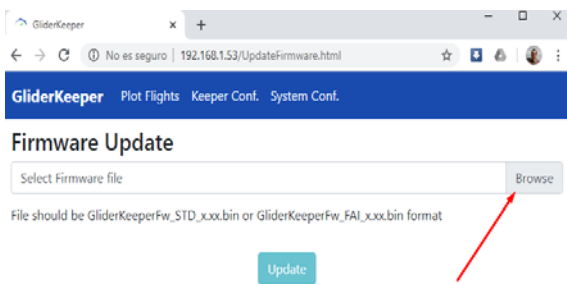 GliderKeeper
No es seguro | 192.168.1.53/UpdateFirmware.html
GliderKeeper Plot Flights Keeper Conf. System Conf.
Firmware Update
Select Firmware file Browse
File should be GliderKeeperFw_STD_x.xx.bin or GliderKeeperFw_FAI_x.xx.bin format
Update